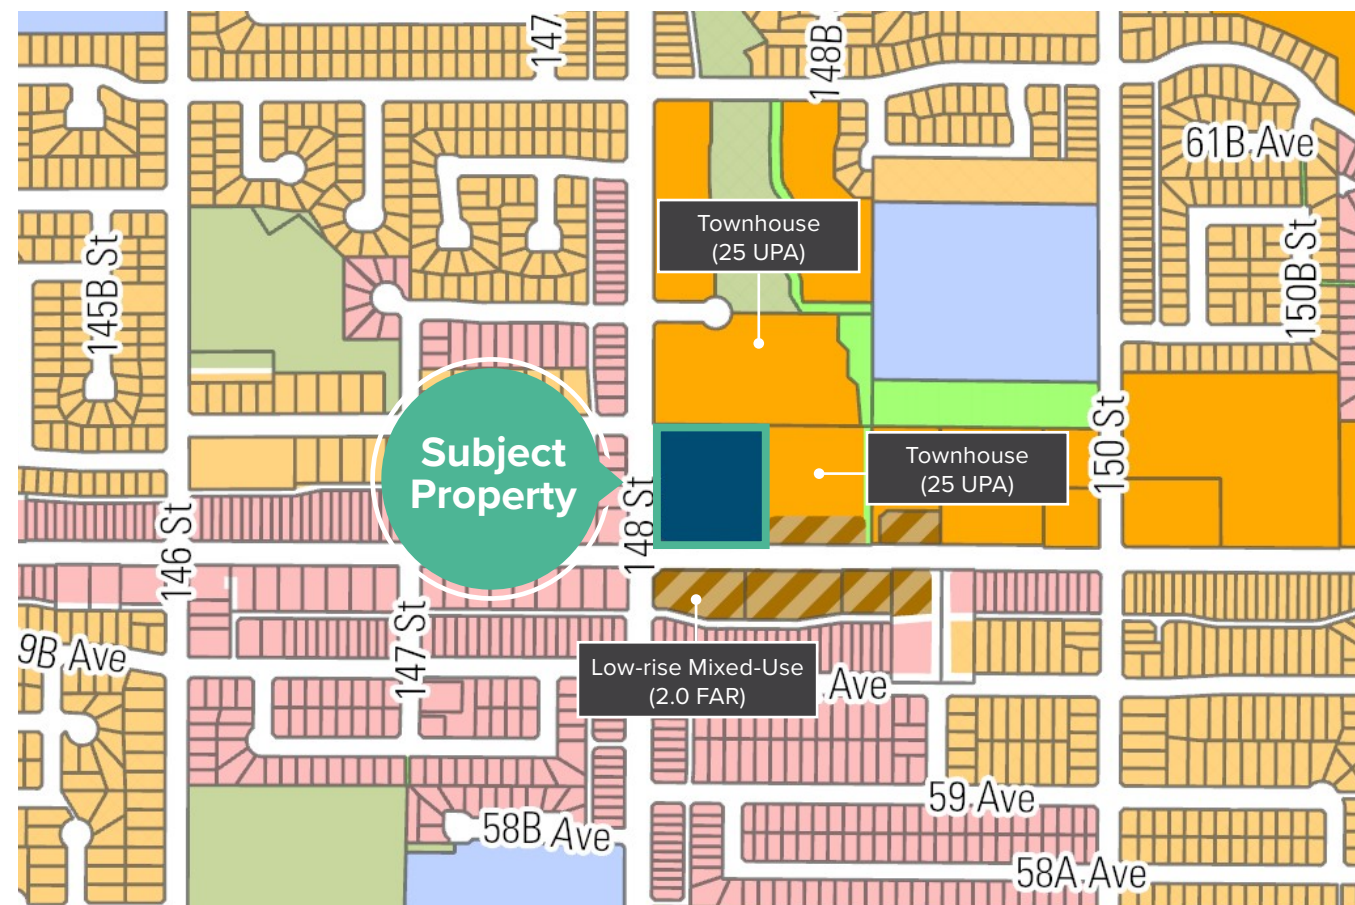 147
148B
61B Ave
Townhouse
(25 UPA)
145B St
150B St
Subject
Property
148 St
Townhouse
(25 UPA)
150 St
146 St
147 St
9B Ave
Low-rise Mixed-Use
(2.0 FAR)
Ave
59 Ave
58B Ave
58A Ave